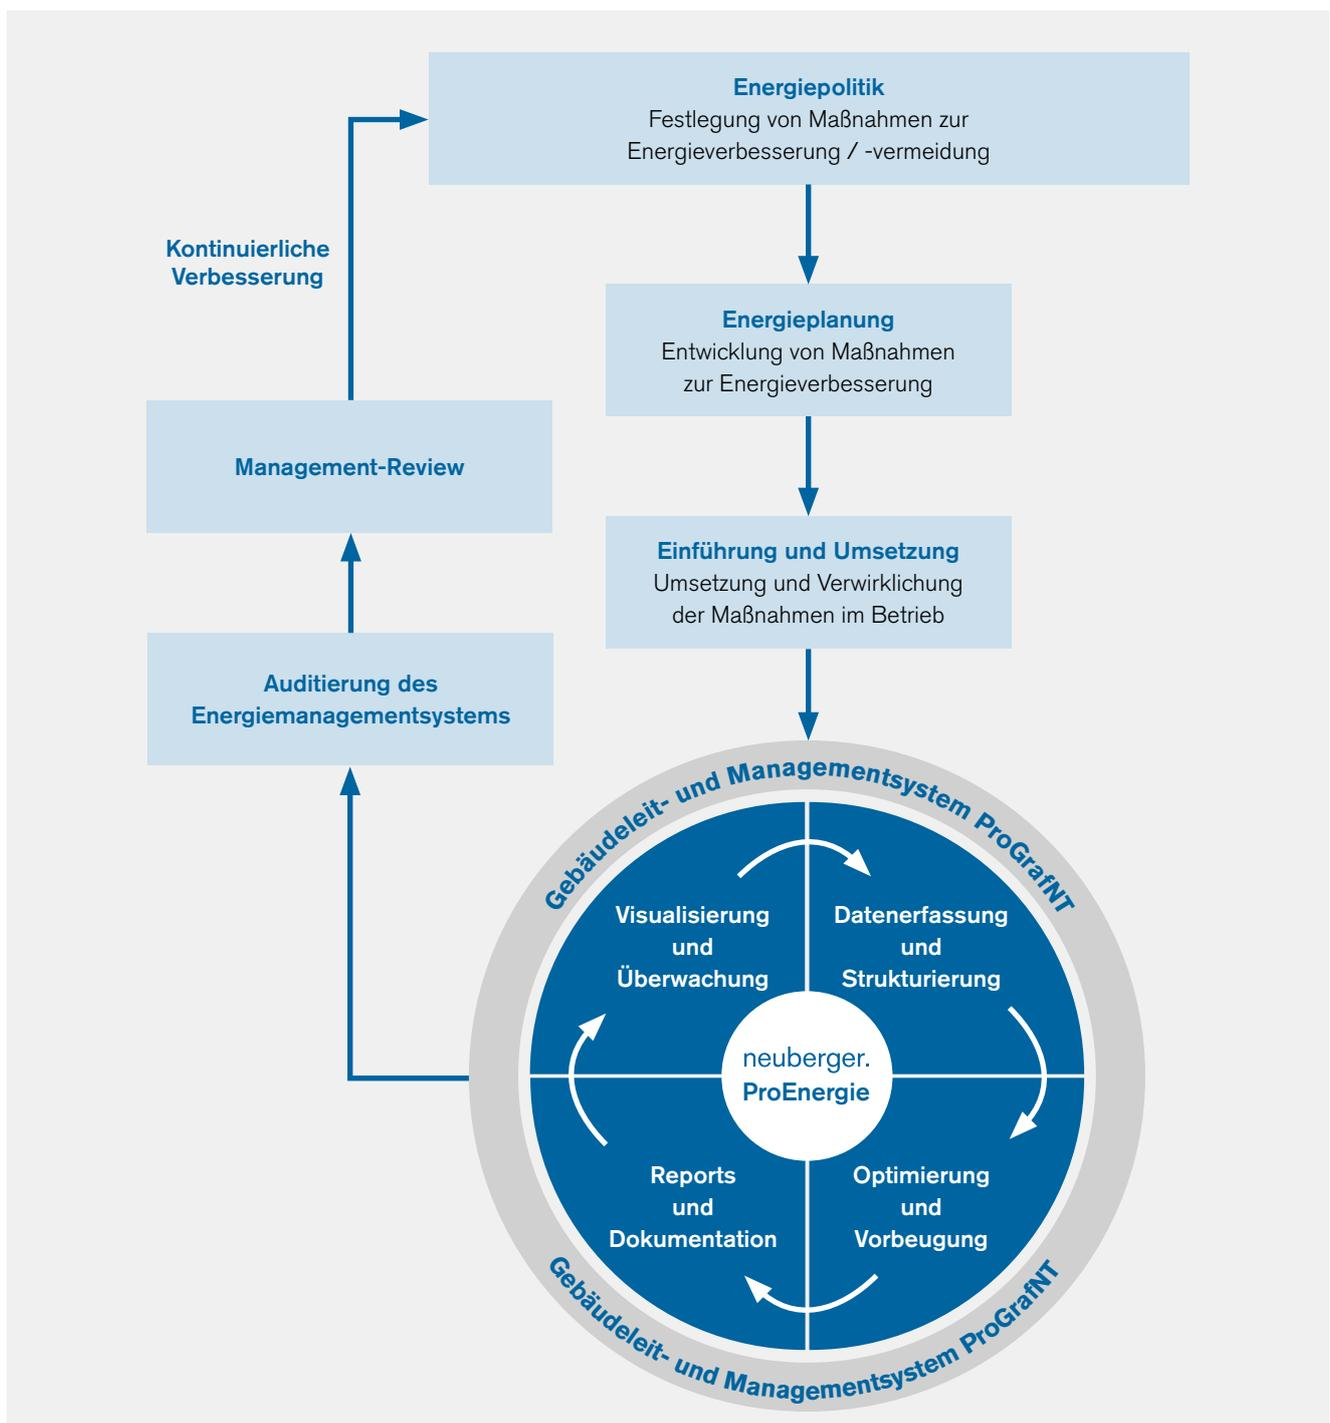 Energiepolitik
Festlegung von Maßnahmen zur
Energieverbesserung / -vermeidung
Kontinuierliche
Verbesserung
Energieplanung
Entwicklung von Maßnahmen
zur Energieverbesserung
Management-Review
Einführung und Umsetzung
Umsetzung und Verwirklichung
der Maßnahmen im Betrieb
Auditierung des
Energiemanagementsystems
Gebäudeleit- und Managementsystem ProGrafNT
Visualisierung
und
Überwachung
Datenerfassung
und
Strukturierung
neuberger.
ProEnergie
Reports
und
Dokumentation
Optimierung
und
Vorbeugung
Gebäudeleit- und Managementsystem ProGrafNT